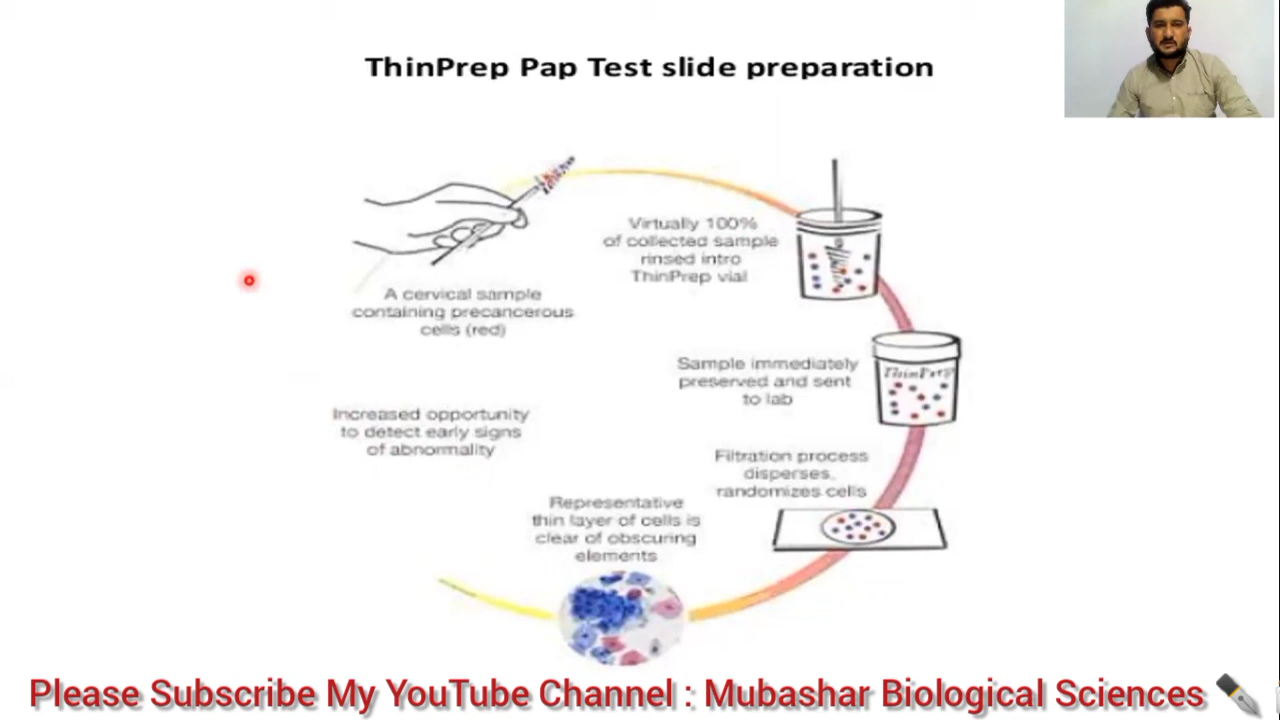 ThinPrep Pap Test slide preparation
Virtually 100%
of collected sample
rinsed intro
ThinPrep vial
A cervical sample
containing precancerous
cells (red)
Sample immediately
preserved and sent
to lab
ThinPrep
Increased opportunity
to detect early signs
of abnormality
Filtration process
disperses,
randomizes cells
Representative
thin layer of cells is
clear of obscuring
elements
Please Subscribe My YouTube Channel : Mubashar Biological Sciences ✒